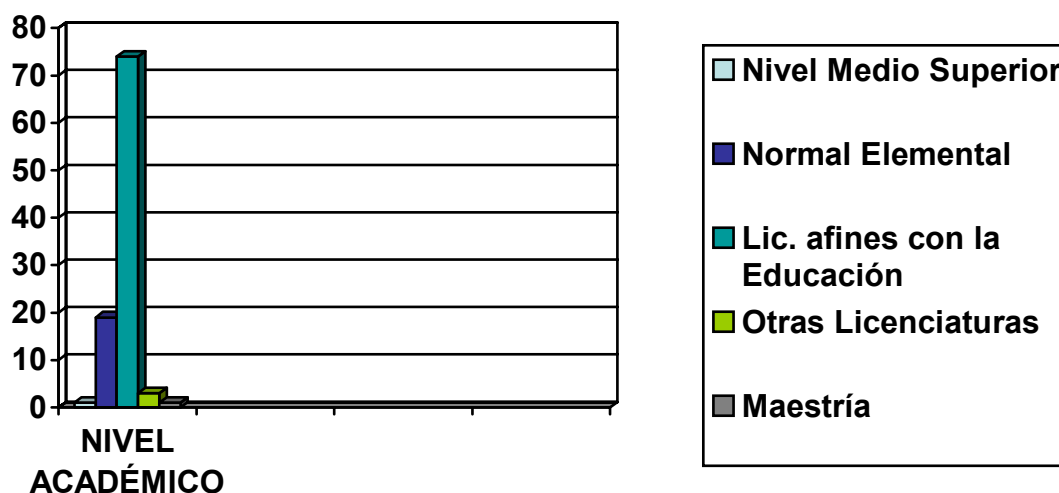 80
70
60
50
40
30
20
10
0
NIVEL
ACADÉMICO
Nivel Medio Superior
Normal Elemental
Lic. afines con la
Educación
Otras Licenciaturas
Maestría